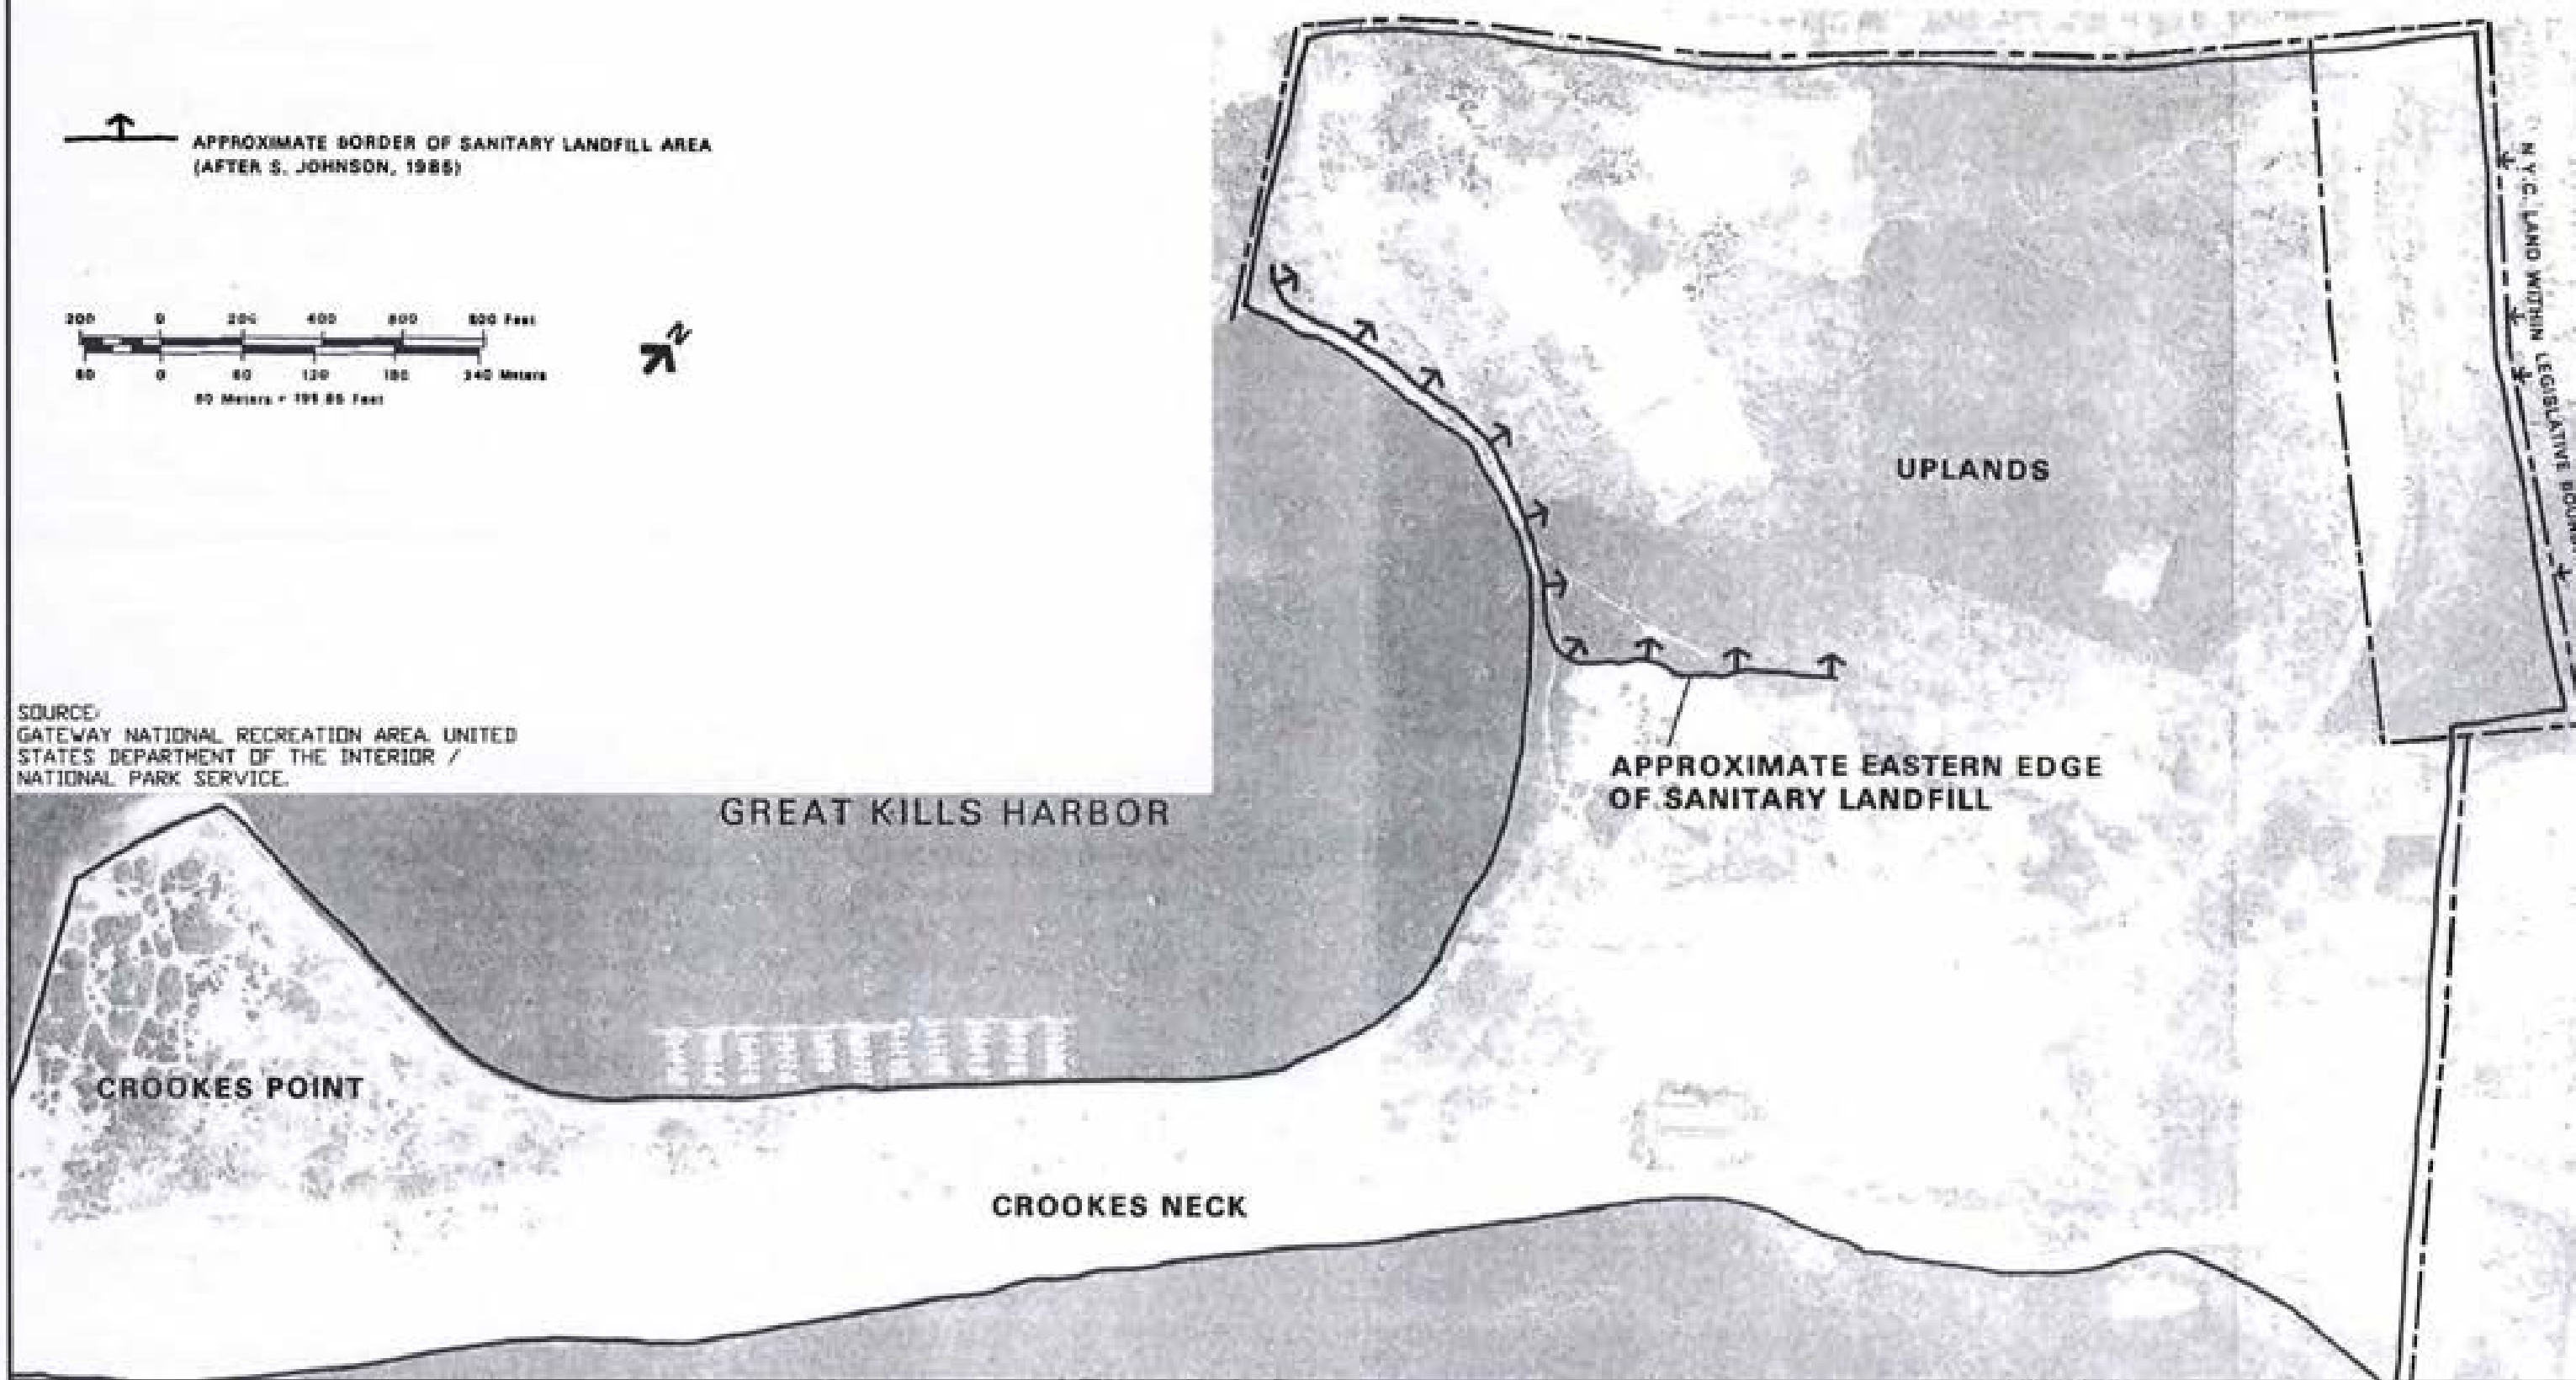 APPROXIMATE BORDER OF SANITARY LANDFILL AREA
(AFTER S. JOHNSON, 1985)
200 0 200 400 600 800 Feet
60 0 60 120 180 240 Meters
60 Meters = 196.85 Feet
N
N.Y.C. LAND WITHIN LEGISLATIVE
UPLANDS
SOURCE:
GATEWAY NATIONAL RECREATION AREA. UNITED
STATES DEPARTMENT OF THE INTERIOR /
NATIONAL PARK SERVICE.
APPROXIMATE EASTERN EDGE
OF SANITARY LANDFILL
GREAT KILLS HARBOR
CROOKES POINT
CROOKES NECK